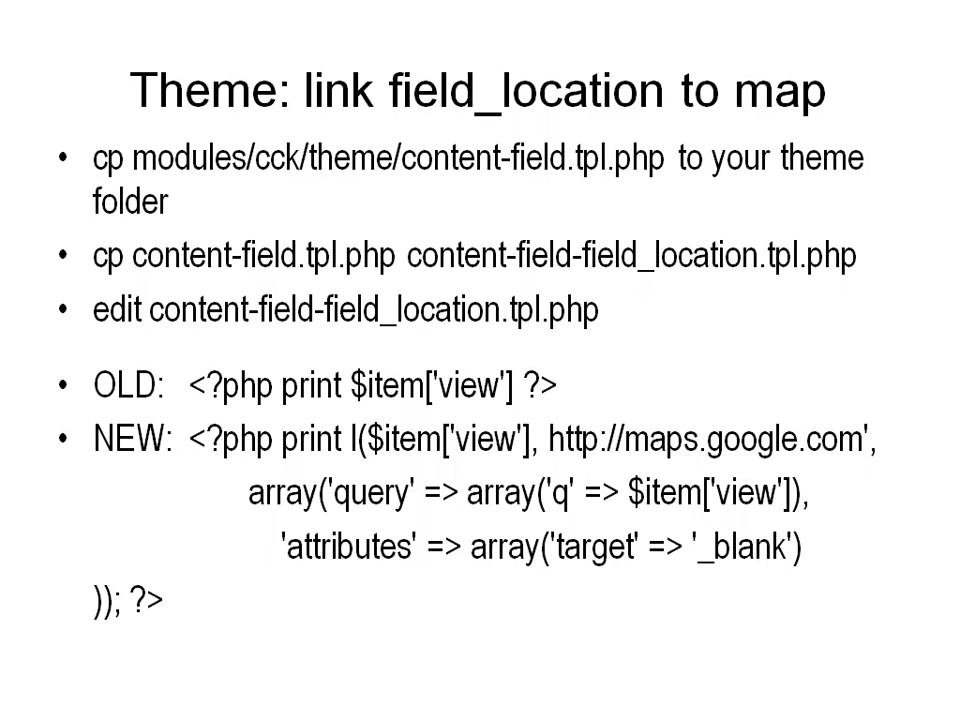 Theme: link field_location to map
• cp modules/cck/theme/content-field.tpl.php to your theme
folder
• cp content-field.tpl.php content-field-field_location.tpl.php
• edit content-field-field_location.tpl.php
• OLD: <?php print $item['view'] ?>
• NEW: <?php print l($item['view'], http://maps.google.com',
array('query' => array('q' => $item['view']),
'attributes' => array('target' => '_blank')
)); ?>